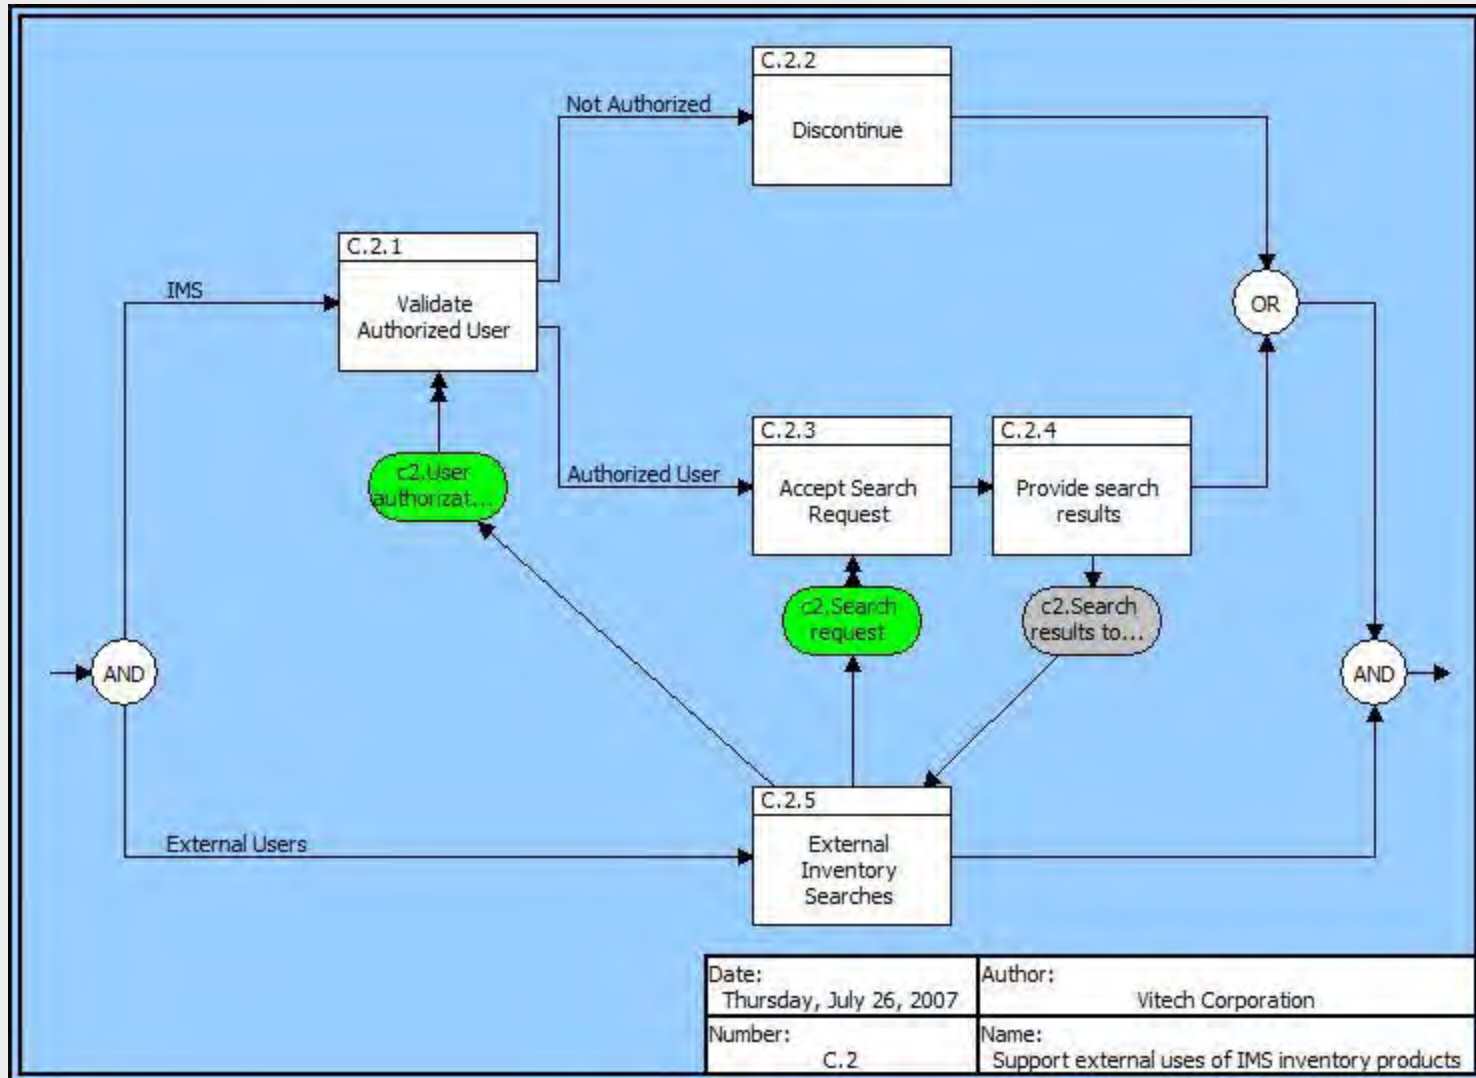 C.2.2
Not Authorized
Discontinue
C.2.1
IMS
Validate
Authorized User
OR
C.2.3
C.2.4
c2.User
authorizat...
Authorized User
Accept Search
Request
Provide search
results
c2.Search
request
c2.Search
results to...
AND
AND
C.2.5
External Users
External
Inventory
Searches
Date:
Thursday, July 26, 2007
Author:
Vitech Corporation
Number:
C.2
Name:
Support external uses of IMS inventory products